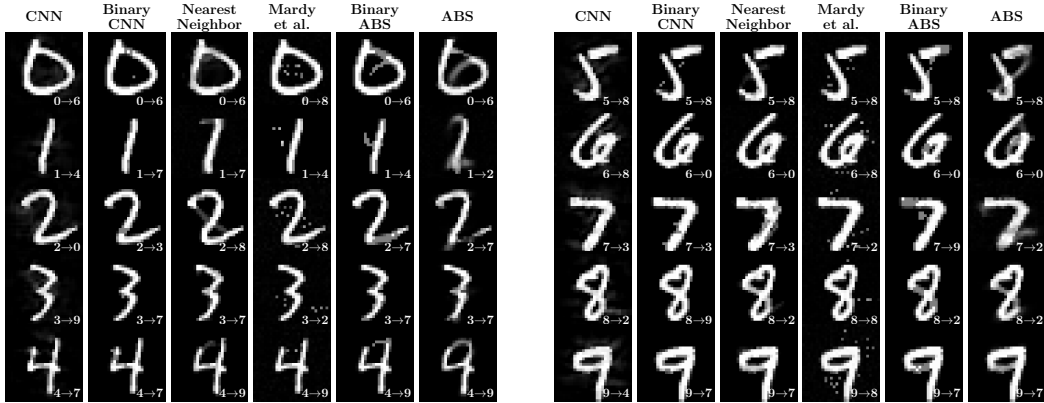 CNN Binary CNN Nearest Neighbor Mardy et al. Binary ABS ABS CNN Binary CNN Nearest Neighbor Mardy et al. Binary ABS ABS
0→6 0→6 0→6 0→8 0→6 0→6 5→8 5→8 5→8 5→8 5→8 5→8
1→4 1→7 1→7 1→4 1→4 1→2 6→8 6→0 6→0 6→8 6→0 6→0
2→0 2→3 2→8 2→8 2→7 2→7 7→3 7→3 7→3 7→2 7→9 7→2
3→9 3→7 3→7 3→2 3→7 3→7 8→2 8→9 8→2 8→8 8→2 8→2
4→7 4→7 4→9 4→9 4→9 4→9 9→4 9→7 9→7 9→8 9→7 9→7